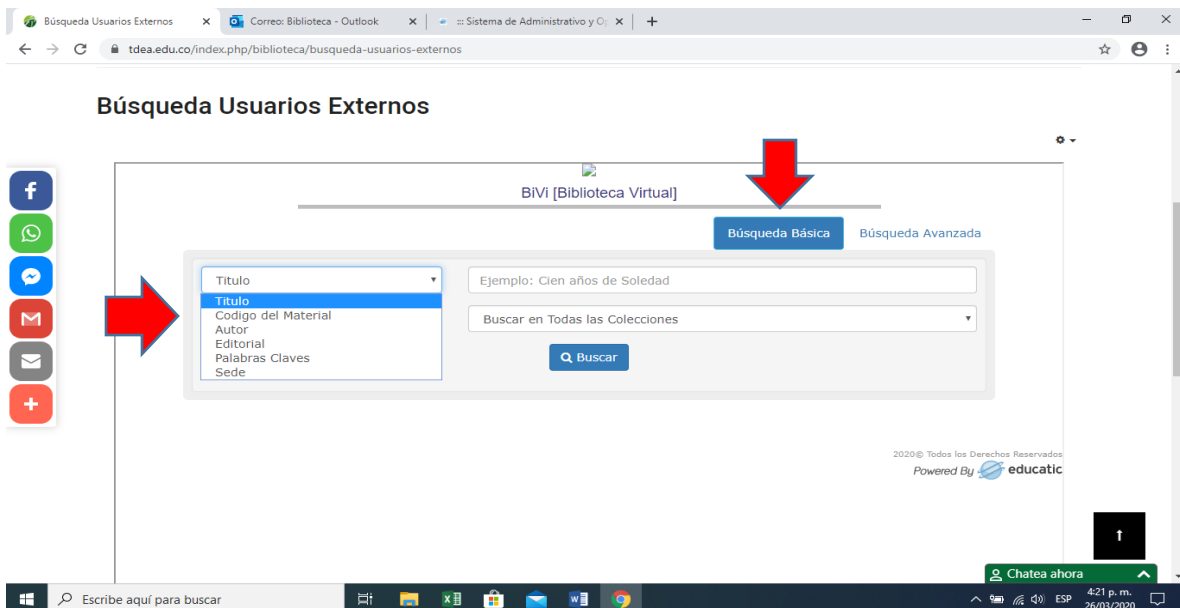 Búsqueda Usuarios Externos
Correo: Biblioteca - Outlook
::: Sistema de Administrativo y Op
tdea.edu.co/index.php/biblioteca/busqueda-usuarios-externos
Búsqueda Usuarios Externos
BiVi [Biblioteca Virtual]
Búsqueda Básica
Búsqueda Avanzada
Titulo
Ejemplo: Cien años de Soledad
Titulo
Codigo del Material
Autor
Editorial
Palabras Claves
Sede
Buscar en Todas las Colecciones
Buscar
2020© Todos los Derechos Reservados
Powered By educatic
Chatea ahora
Escribe aquí para buscar
ESP
4:21 p. m.
26/03/2020